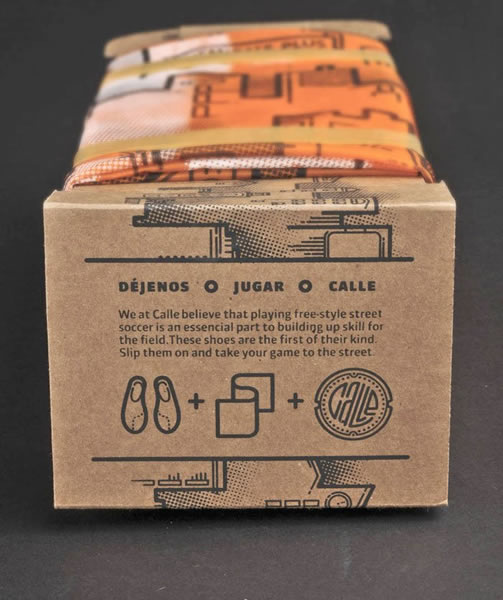 DÉJENOS O JUGAR O CALLE
We at Calle believe that playing free-style street
soccer is an essencial part to building up skill for
the field.These shoes are the first of their kind.
Slip them on and take your game to the street.
+ +
Calle